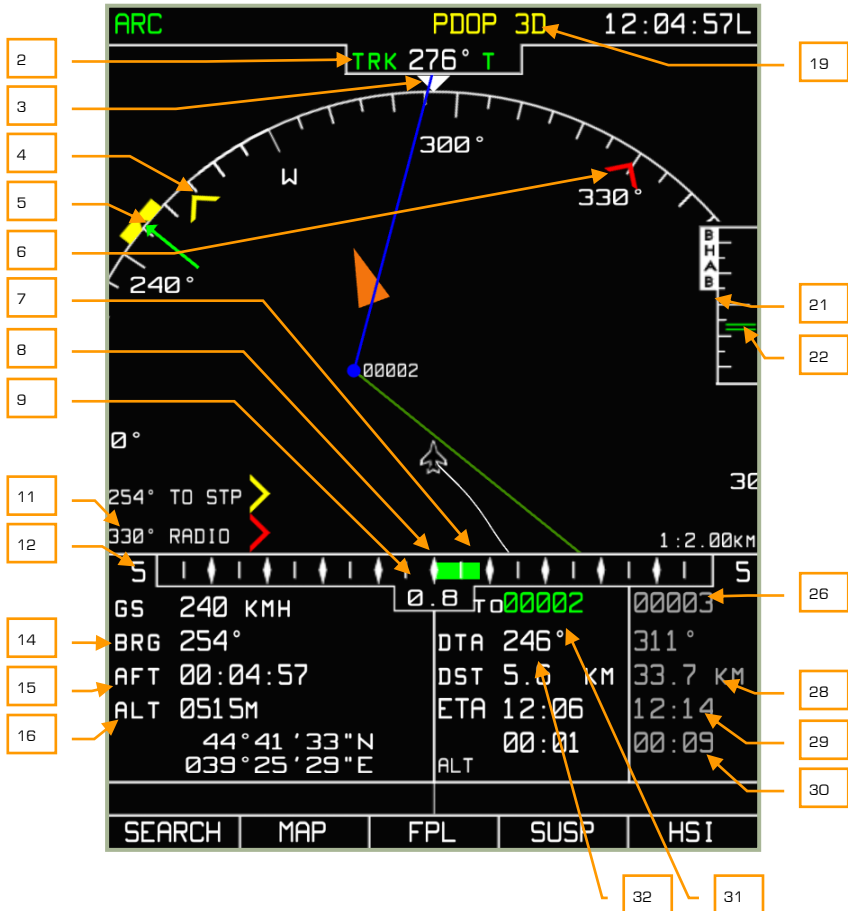 ARC PDOP 3D 12:04:57L
2 TRK 276° T 19
3
4 300°
5 W 330°
6 B H A B
7 240° 21
8 22
9 00002
0° 30
11 254° TO STP
330° RADIO 1:2.00KM
12 5 5
0.8
GS 240 KMH TO00002 00003 26
14 BRG 254° DTA 246° 311°
15 AFT 00:04:57 DST 5.6 KM 33.7 KM 28
16 ALT 0515M ETA 12:06 12:14 29
44°41'33"N 00:01 00:09
039°25'29"E ALT 30
SEARCH MAP FPL SUSP HSI
32 31